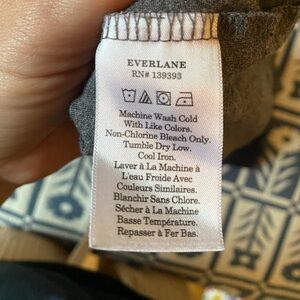 EVERLANE
RN# 139393
Machine Wash Cold
With Like Colors.
Non-Chlorine Bleach Only.
Tumble Dry Low.
Cool Iron.
Laver à La Machine à
L'eau Froide Avec
Couleurs Similaires.
Blanchir Sans Chlore.
Sécher à La Machine
Basse Température.
Repasser à Fer Bas.